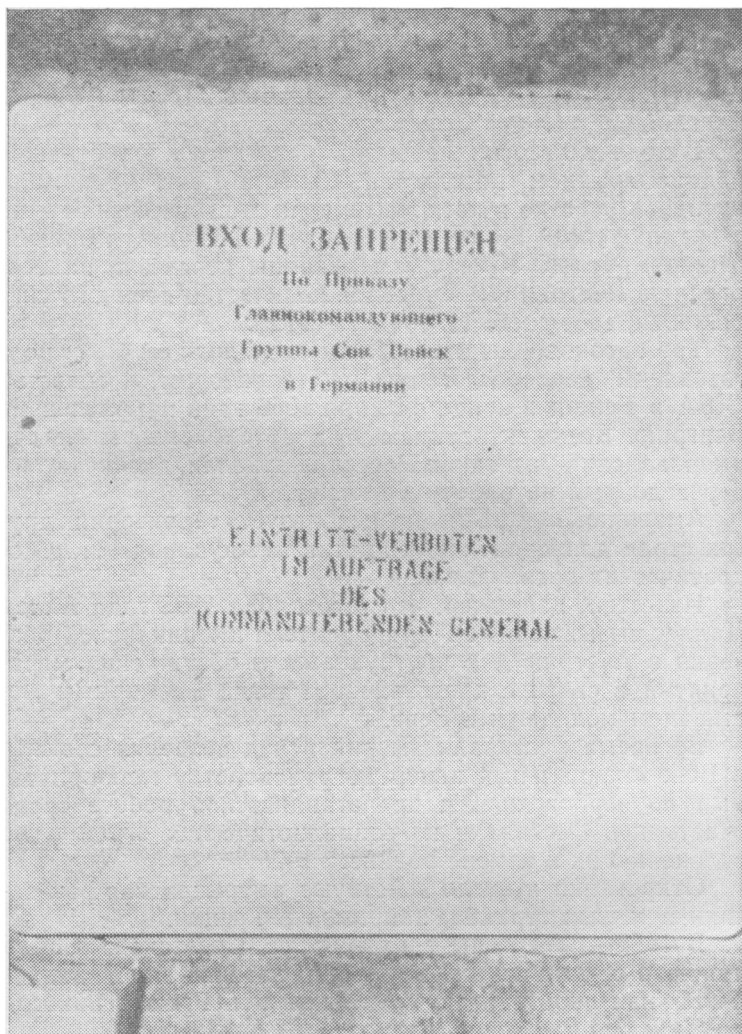 ВХОД ЗАПРЕЩЕН
По Приказу
Главнокомандующего
Группы Сов. Войск
в Германии
EINTRITT-VERBOTEN
IM AUFTRAGE
DES
KOMMANDIERENDEN GENERAL